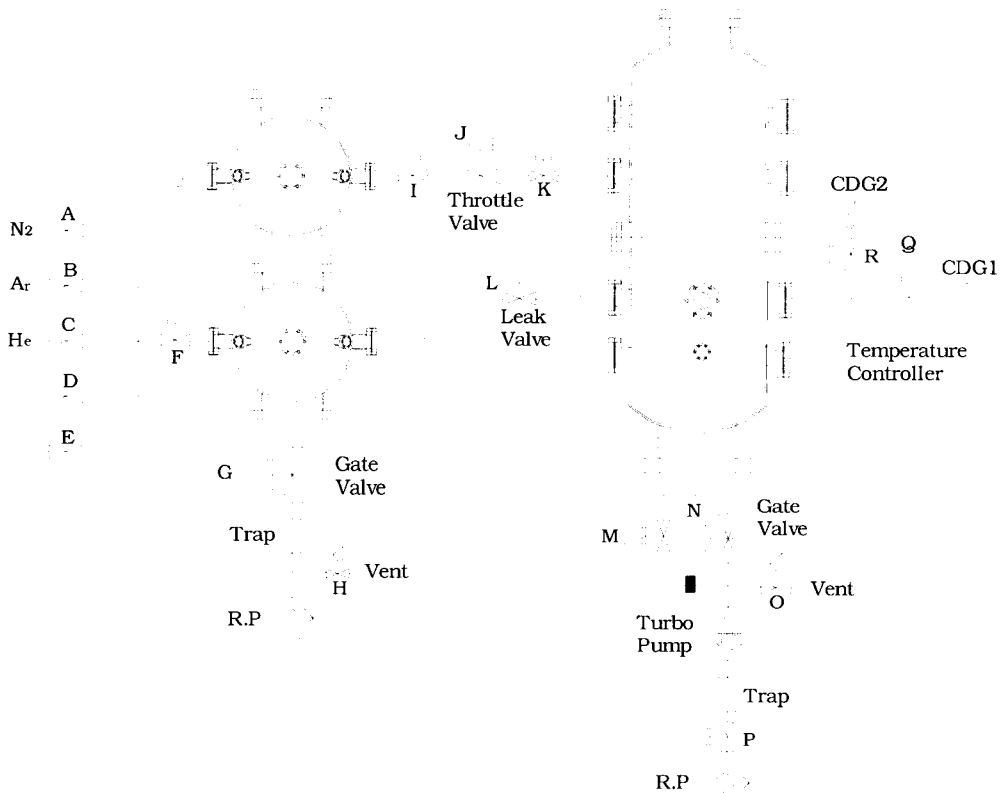 J
I
K
Throttle
Valve
CDG2
A
N2
R
Q
CDG1
B
Ar
L
Leak
Valve
C
He
F
Temperature
Controller
D
E
G
Gate
Valve
N
Gate
Valve
M
Trap
Vent
H
Vent
O
R.P
Turbo
Pump
Trap
P
R.P